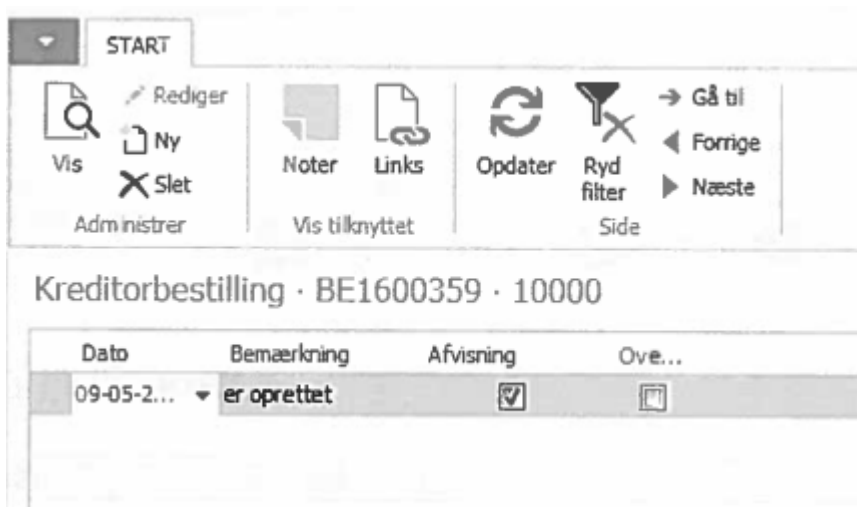 START
Vis
Rediger
Ny
Slet
Administrer
Noter
Links
Vis tilknyttet
Opdater
Ryd
filter
Gå til
Forrige
Næste
Side
Kreditorbestilling · BE1600359 · 10000
Dato Bemærkning Afvisning Ove...
09-05-2... er oprettet